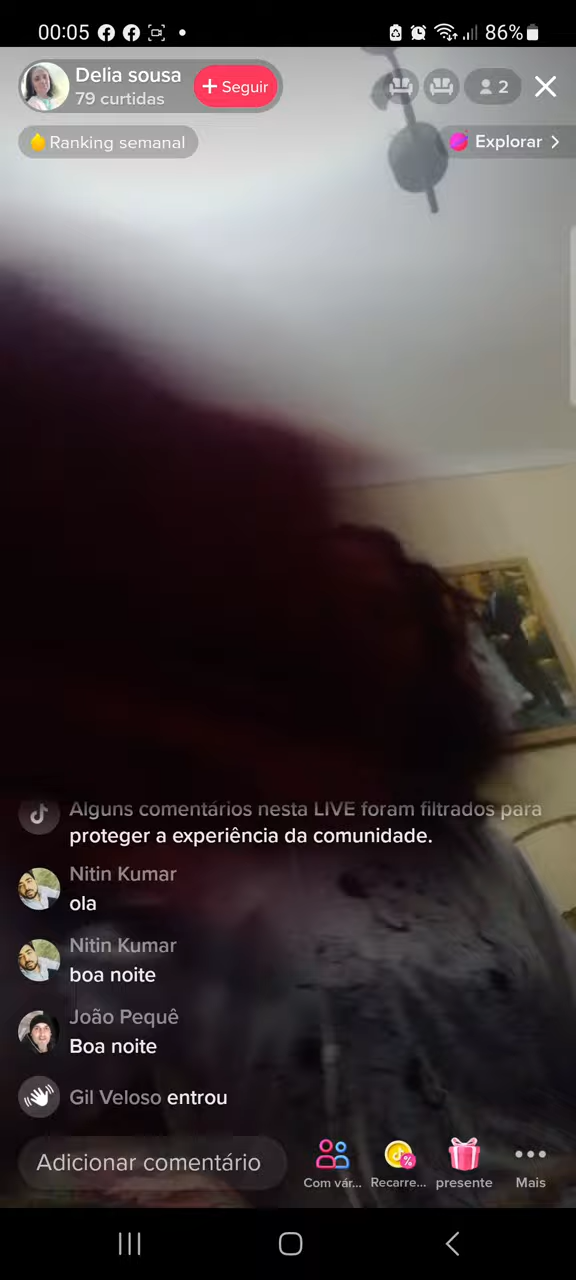 00:05 86%
Delia sousa
79 curtidas
+ Seguir
2
Ranking semanal
Explorar >
Alguns comentários nesta LIVE foram filtrados para
proteger a experiência da comunidade.
Nitin Kumar
ola
Nitin Kumar
boa noite
João Pequê
Boa noite
Gil Veloso entrou
Adicionar comentário
Com vár...
Recarre...
presente
Mais